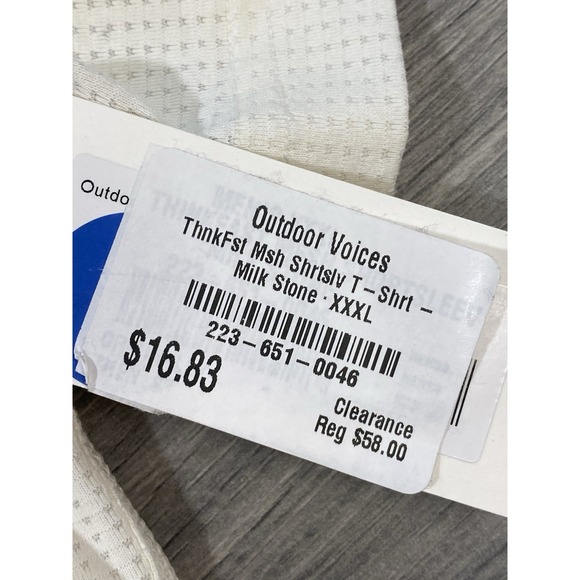 Outdo
Outdoor Voices
ThnkFst Msh Shrtslv T-Shrt -
Milk Stone · XXXL
223-651-0046
$16.83
Clearance
Reg $58.00